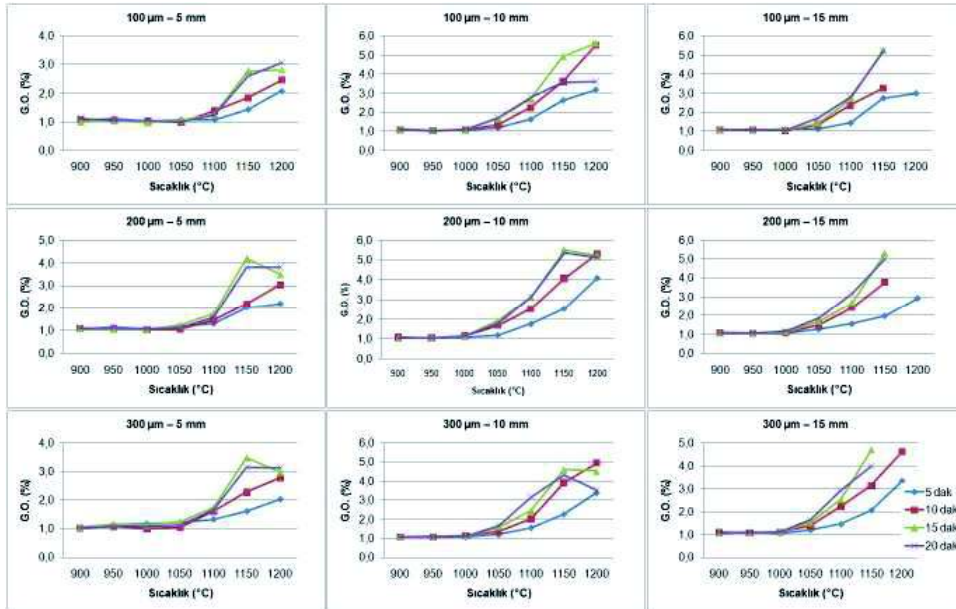 100 µm – 5 mm
4,0
3,0
2,0
1,0
0,0
G.O. (%)
900 950 1000 1050 1100 1150 1200
Sıcaklık (°C)
100 µm – 10 mm
6,0
5,0
4,0
3,0
2,0
1,0
0,0
G.O. (%)
900 950 1000 1050 1100 1150 1200
Sıcaklık (°C)
100 µm – 15 mm
6,0
5,0
4,0
3,0
2,0
1,0
0,0
G.O. (%)
900 950 1000 1050 1100 1150 1200
Sıcaklık (°C)
200 µm – 5 mm
5,0
4,0
3,0
2,0
1,0
0,0
G.O. (%)
900 950 1000 1050 1100 1150 1200
Sıcaklık (°C)
200 µm – 10 mm
6,0
5,0
4,0
3,0
2,0
1,0
0,0
G.O. (%)
900 950 1000 1050 1100 1150 1200
Sıcaklık (°C)
200 µm – 15 mm
6,0
5,0
4,0
3,0
2,0
1,0
0,0
G.O. (%)
900 950 1000 1050 1100 1150 1200
Sıcaklık (°C)
300 µm – 5 mm
4,0
3,0
2,0
1,0
0,0
G.O. (%)
900 950 1000 1050 1100 1150 1200
Sıcaklık (°C)
300 µm – 10 mm
6,0
5,0
4,0
3,0
2,0
1,0
0,0
G.O. (%)
900 950 1000 1050 1100 1150 1200
Sıcaklık (°C)
300 µm – 15 mm
5,0
4,0
3,0
2,0
1,0
0,0
G.O. (%)
900 950 1000 1050 1100 1150 1200
Sıcaklık (°C)
5 dak
10 dak
15 dak
20 dak